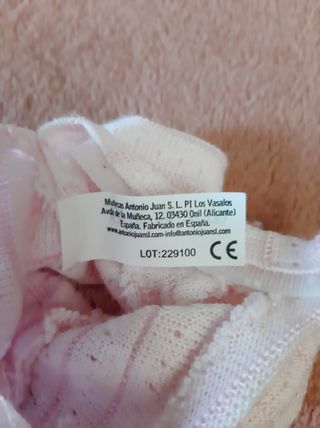 Muñecas Antonio Juan S. L. PI Los Vasalos
Avda de la Muñeca, 12. 03430 Onil (Alicante)
España. Fabricado en España.
www.antoniojuansl.com-info@antoniojuansl.com
LOT:229100 CE